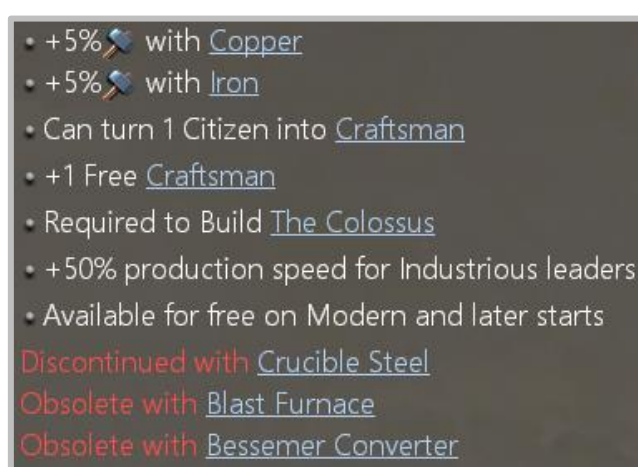 • +5% with Copper
• +5% with Iron
• Can turn 1 Citizen into Craftsman
• +1 Free Craftsman
• Required to Build The Colossus
• +50% production speed for Industrious leaders
• Available for free on Modern and later starts
Discontinued with Crucible Steel
Obsolete with Blast Furnace
Obsolete with Bessemer Converter